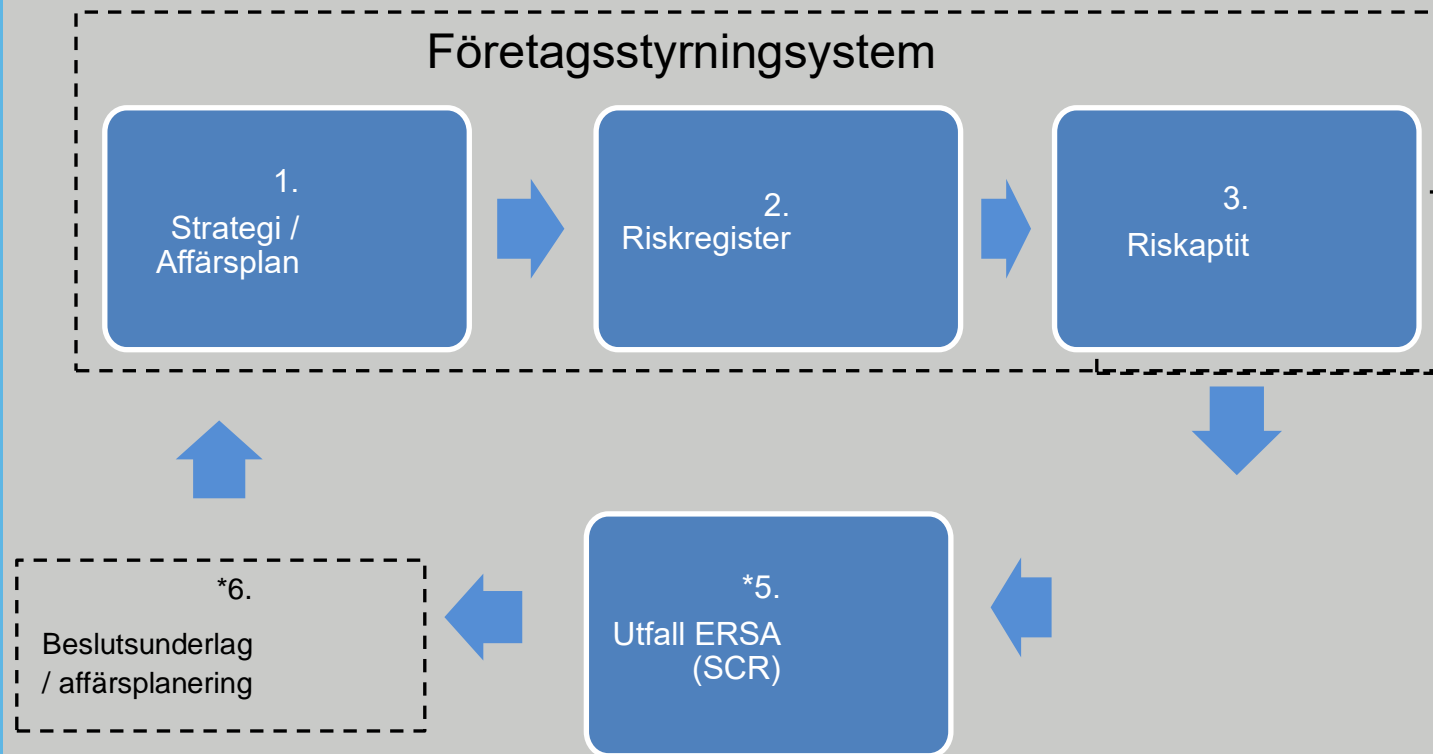 Företagsstyrningsystem
1.
Strategi /
Affärsplan
2.
Riskregister
3.
Riskaptit
*5.
Utfall ERSA
(SCR)
*6.
Beslutsunderlag
/ affärsplanering